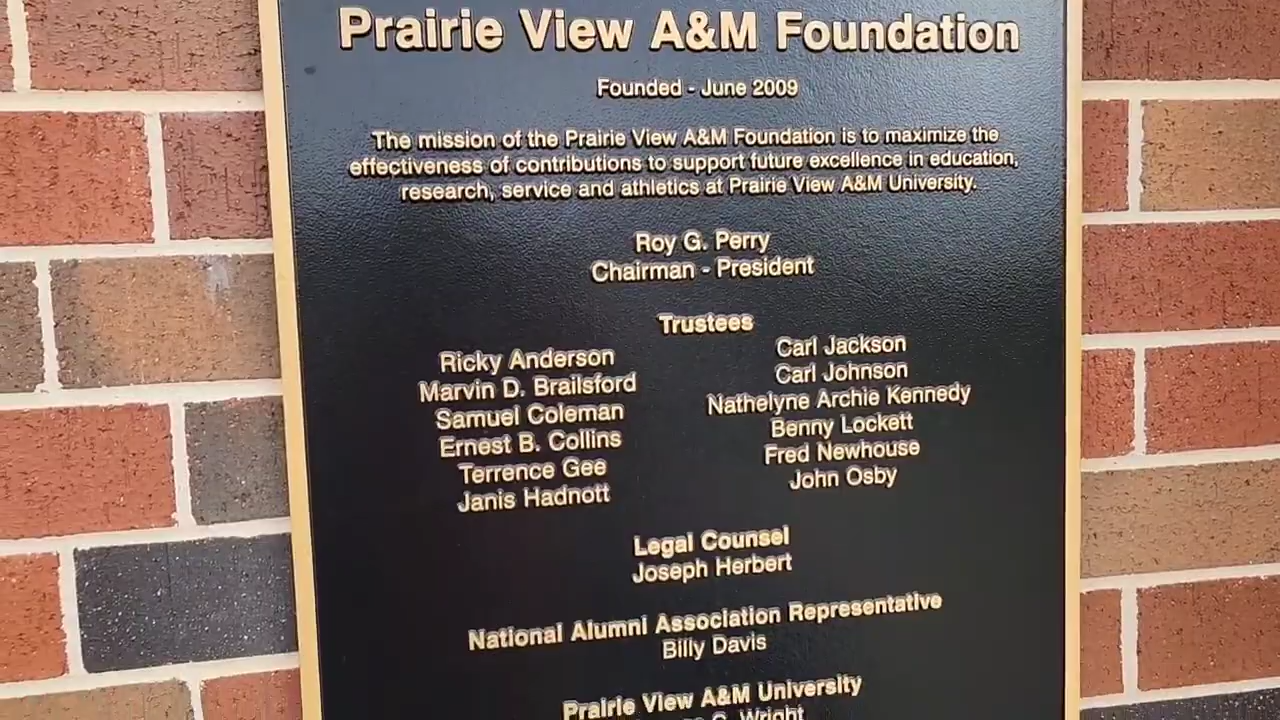 Prairie View A&M Foundation
Founded - June 2009
The mission of the Prairie View A&M Foundation is to maximize the
effectiveness of contributions to support future excellence in education,
research, service and athletics at Prairie View A&M University.
Roy G. Perry
Chairman - President
Trustees
Ricky Anderson
Marvin D. Brailsford
Samuel Coleman
Ernest B. Collins
Terrence Gee
Janis Hadnott
Carl Jackson
Carl Johnson
Nathelyne Archie Kennedy
Benny Lockett
Fred Newhouse
John Osby
Legal Counsel
Joseph Herbert
National Alumni Association Representative
Billy Davis
Prairie View A&M University
Wright